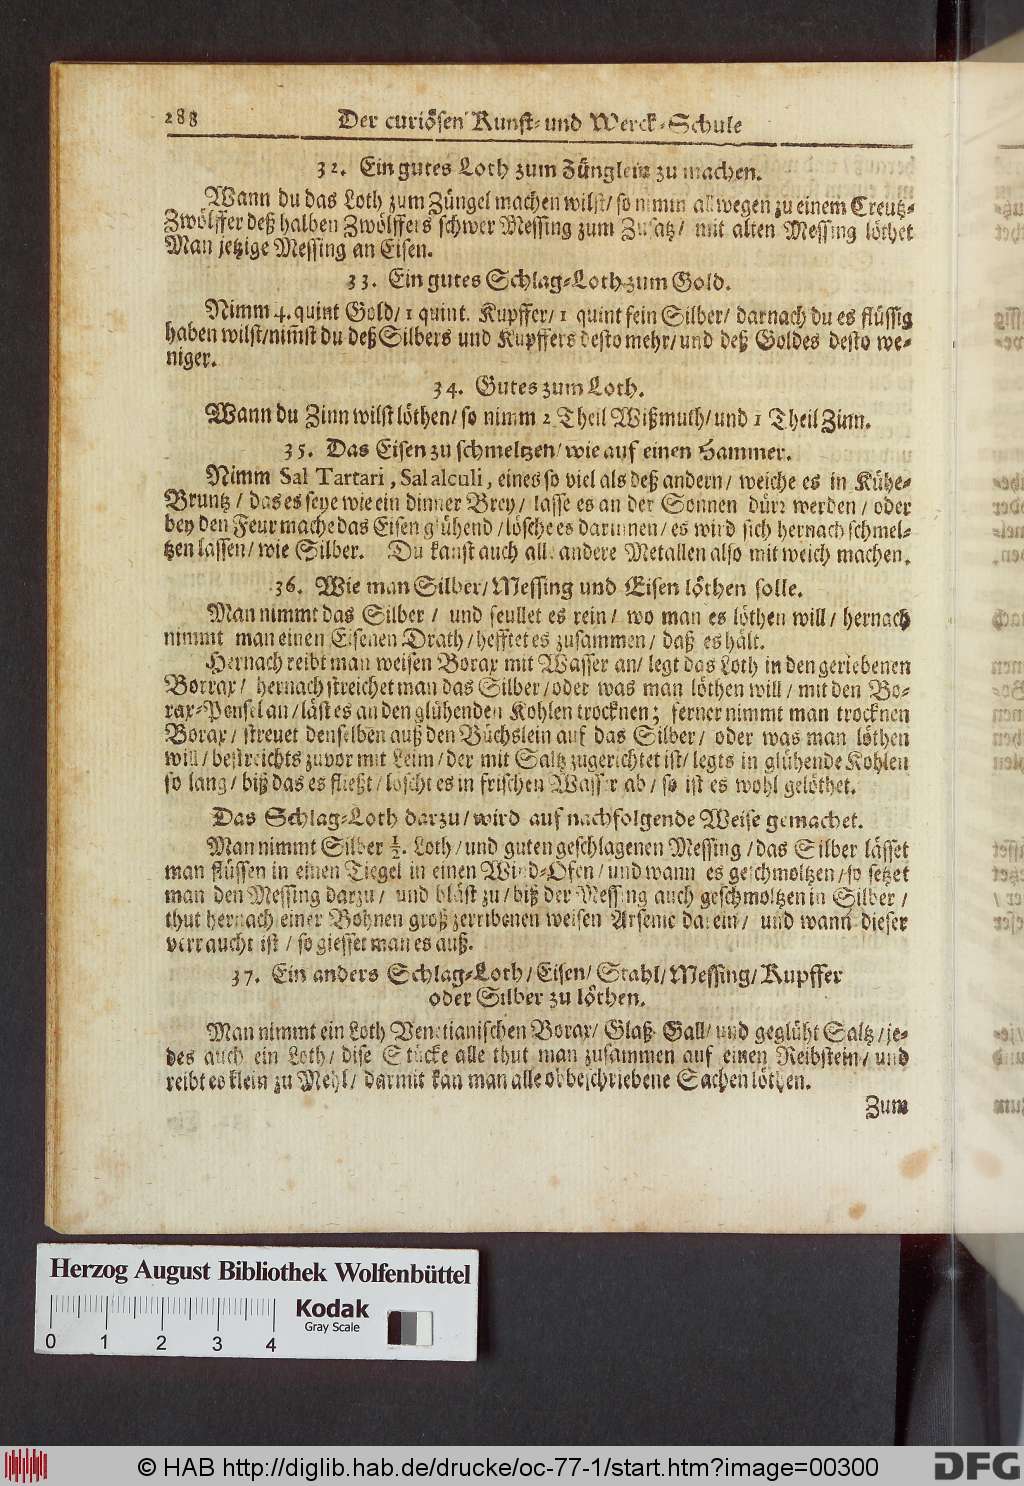 288 Der curiösen Kunst- und Werck-Schule
32. Ein gutes Loth zum Zünglein zu machen.
Wann du das Loth zum Züngel machen wilst/ so nimm allwegen zu einem Creutz-
Zwölffer deß halben Zwölffers schwer Messing zum Zusatz/ mit alten Messing löthet
Man jetzige Messing an Eisen.
33. Ein gutes Schlag-Loth zum Gold.
Nimm 4. quint Gold/ 1 quint. Kupffer/ 1 quint fein Silber/ darnach du es flüssig
haben wilst/ nim̃st du deß Silbers und Kupffers desto mehr/ und deß Goldes desto we-
niger.
34. Gutes zum Loth.
Wann du Zinn wilst löthen/ so nimm 2 Theil Wißmuth/ und 1 Theil Zinn.
35. Das Eisen zu schmeltzen/ wie auf einen Hammer.
Nimm Sal Tartari, Sal alculi, eines so viel als deß andern/ weiche es in Kühe-
Bruntz/ das es seye wie ein dinner Brey/ lasse es an der Sonnen dürr werden/ oder
bey den Feur mache das Eisen glühend/ lösche es darinnen/ es wird sich hernach schmel-
tzen lassen/ wie Silber. Du kanst auch alle andere Metallen also mit weich machen.
36. Wie man Silber/ Messing und Eisen löthen solle.
Man nimmt das Silber/ und feullet es rein/ wo man es löthen will/ hernach
nimmt man einen Eisenen Drath/ hefftet es zusammen/ daß es hält.
Hernach reibt man weisen Borax mit Wasser an/ legt das Loth in den geriebenen
Borrax/ hernach streichet man das Silber/ oder was man löthen will/ mit den Bo-
rax-Pensel an/ läst es an den glühenden Kohlen trocknen; ferner nimmt man trocknen
Borax/ streuet denselben auß den Büchslein auf das Silber/ oder was man löthen
will/ bestreichts zuvor mit Leim/ der mit Saltz zugerichtet ist/ legts in glühende Kohlen
so lang/ biß das es fließt/ löscht es in frischen Wasser ab/ so ist es wohl gelöthet.
Das Schlag-Loth darzu/ wird auf nachfolgende Weise gemachet.
Man nimmt Silber ½. Loth/ und guten geschlagenen Messing/ das Silber lässet
man flüssen in einen Tiegel in einen Wind-Ofen/ und wann es geschmoltzen/ so setzet
man den Messing darzu/ und bläst zu/ biß der Messing auch geschmoltzen in Silber/
thut hernach einer Bohnen groß zerribenen weisen Arsenic darein/ und wann dieser
verraucht ist/ so giesset man es auß.
37. Ein anders Schlag-Loth/ Eisen/ Stahl/ Messing/ Kupffer
oder Silber zu löthen.
Man nimmt ein Loth Venetianischen Borax/ Glaß-Gall/ und geglüht Saltz/ je-
des auch ein Loth/ dise Stücke alle thut man zusammen auf einen Reibstein/ und
reibt es klein zu Mehl/ darmit kan man alle obbeschriebene Sachen löthen.
Zum
Herzog August Bibliothek Wolfenbüttel
Kodak
Gray Scale
0 1 2 3 4
© HAB http://diglib.hab.de/drucke/oc-77-1/start.htm?image=00300
DFG